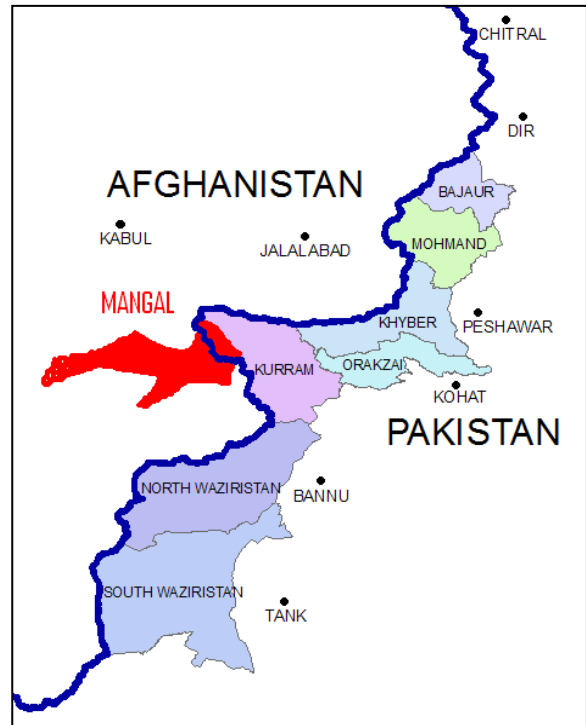 CHITRAL
DIR
AFGHANISTAN
BAJAUR
KABUL
JALALABAD
MOHMAND
MANGAL
KHYBER
PESHAWAR
KURRAM
ORAKZAI
KOHAT
PAKISTAN
NORTH WAZIRISTAN
BANNU
SOUTH WAZIRISTAN
TANK